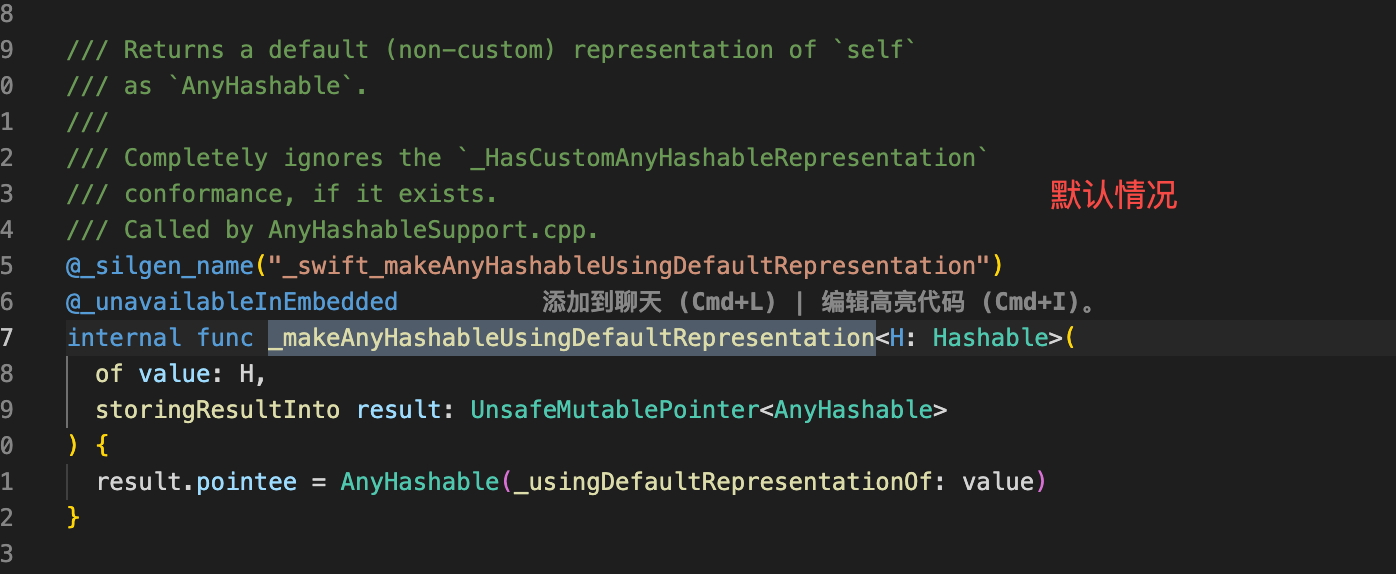 8
9 /// Returns a default (non-custom) representation of `self`
0 /// as `AnyHashable`.
1 ///
2 /// Completely ignores the `_HasCustomAnyHashableRepresentation`
3 /// conformance, if it exists.
默认情况
4 /// Called by AnyHashableSupport.cpp.
5 @_silgen_name("_swift_makeAnyHashableUsingDefaultRepresentation")
6 @_unavailableInEmbedded 添加到聊天 (Cmd+L) | 编辑高亮代码 (Cmd+I)。
7 internal func _makeAnyHashableUsingDefaultRepresentation<H: Hashable>(
8 of value: H,
9 storingResultInto result: UnsafeMutablePointer<AnyHashable>
0 ) {
1 result.pointee = AnyHashable(_usingDefaultRepresentationOf: value)
2 }
3